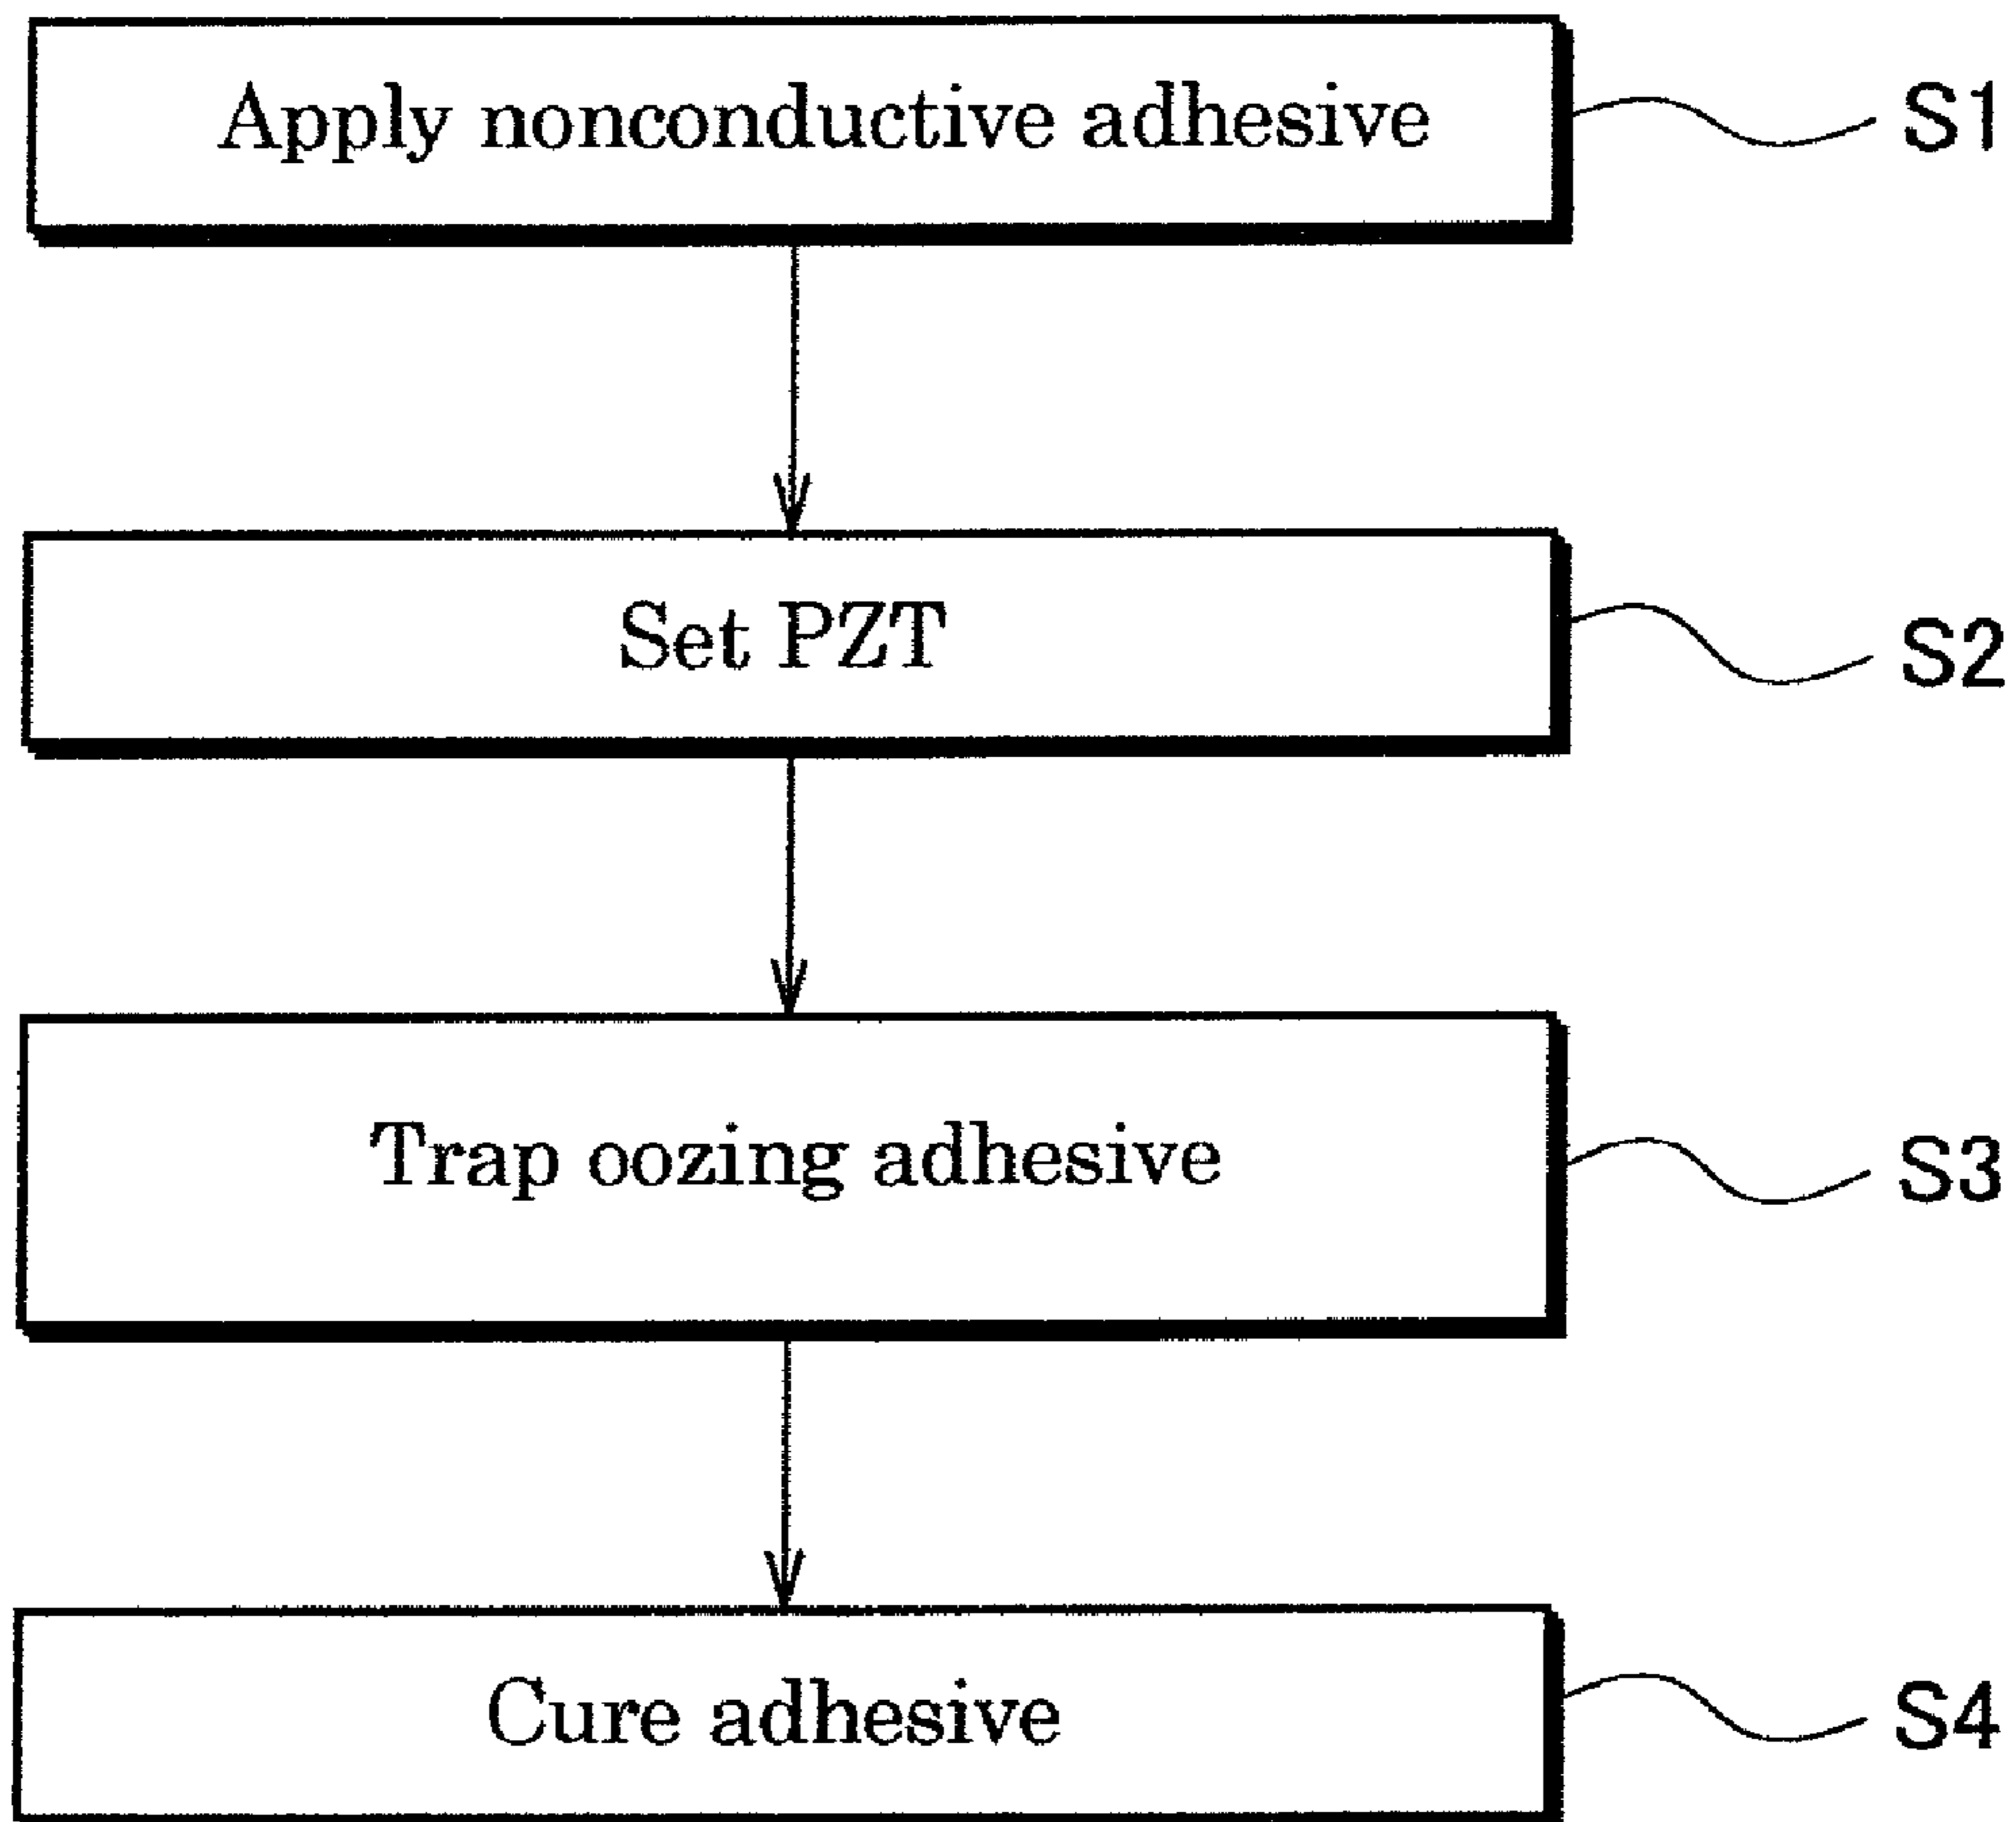 Apply nonconductive adhesive S1
Set PZT S2
Trap oozing adhesive S3
Cure adhesive S4